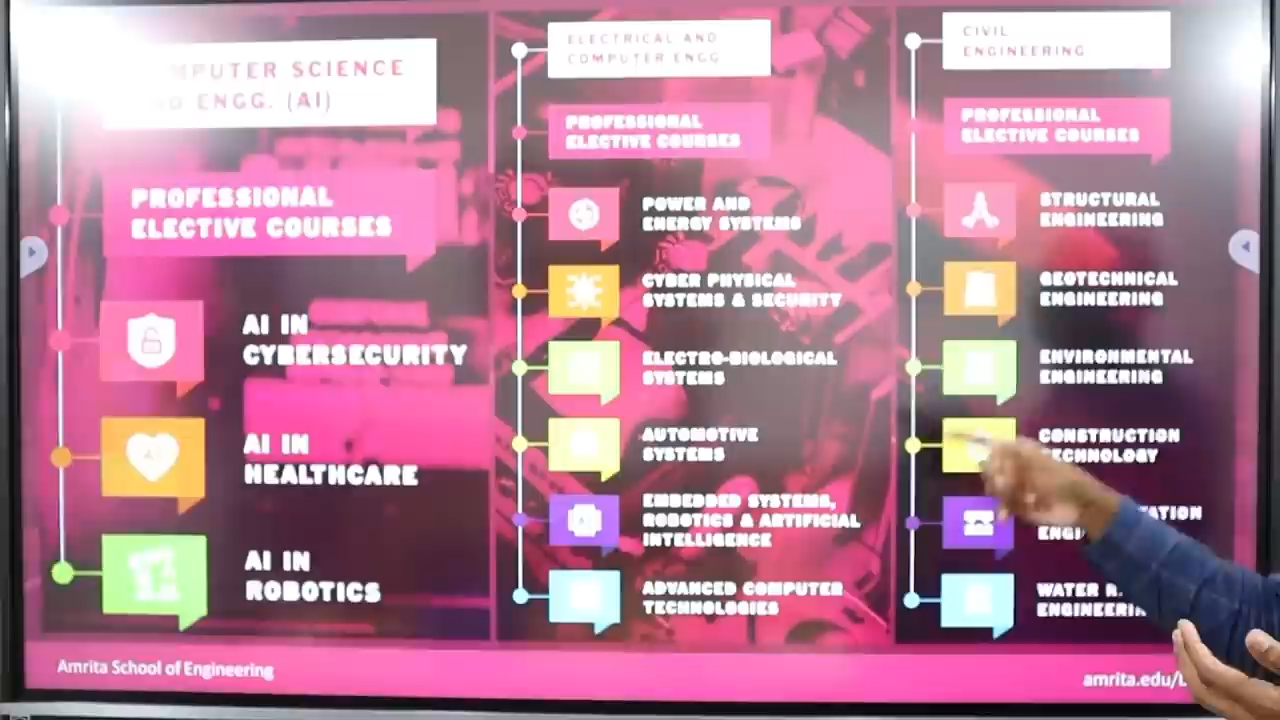 MPUTER SCIENCE
ENGG. (AI)
PROFESSIONAL
ELECTIVE COURSES
AI IN
CYBERSECURITY
AI IN
HEALTHCARE
AI IN
ROBOTICS
ELECTRICAL AND
COMPUTER ENGG
PROFESSIONAL
ELECTIVE COURSES
POWER AND
ENERGY SYSTEMS
CYBER PHYSICAL
SYSTEMS & SECURITY
ELECTRO-BIOLOGICAL
SYSTEMS
AUTOMOTIVE
SYSTEMS
EMBEDDED SYSTEMS,
ROBOTICS & ARTIFICIAL
INTELLIGENCE
ADVANCED COMPUTER
TECHNOLOGIES
CIVIL
ENGINEERING
PROFESSIONAL
ELECTIVE COURSES
STRUCTURAL
ENGINEERING
GEOTECHNICAL
ENGINEERING
ENVIRONMENTAL
ENGINEERING
CONSTRUCTION
TECHNOLOGY
WATER
Amrita School of Engineering
amrita.edu/